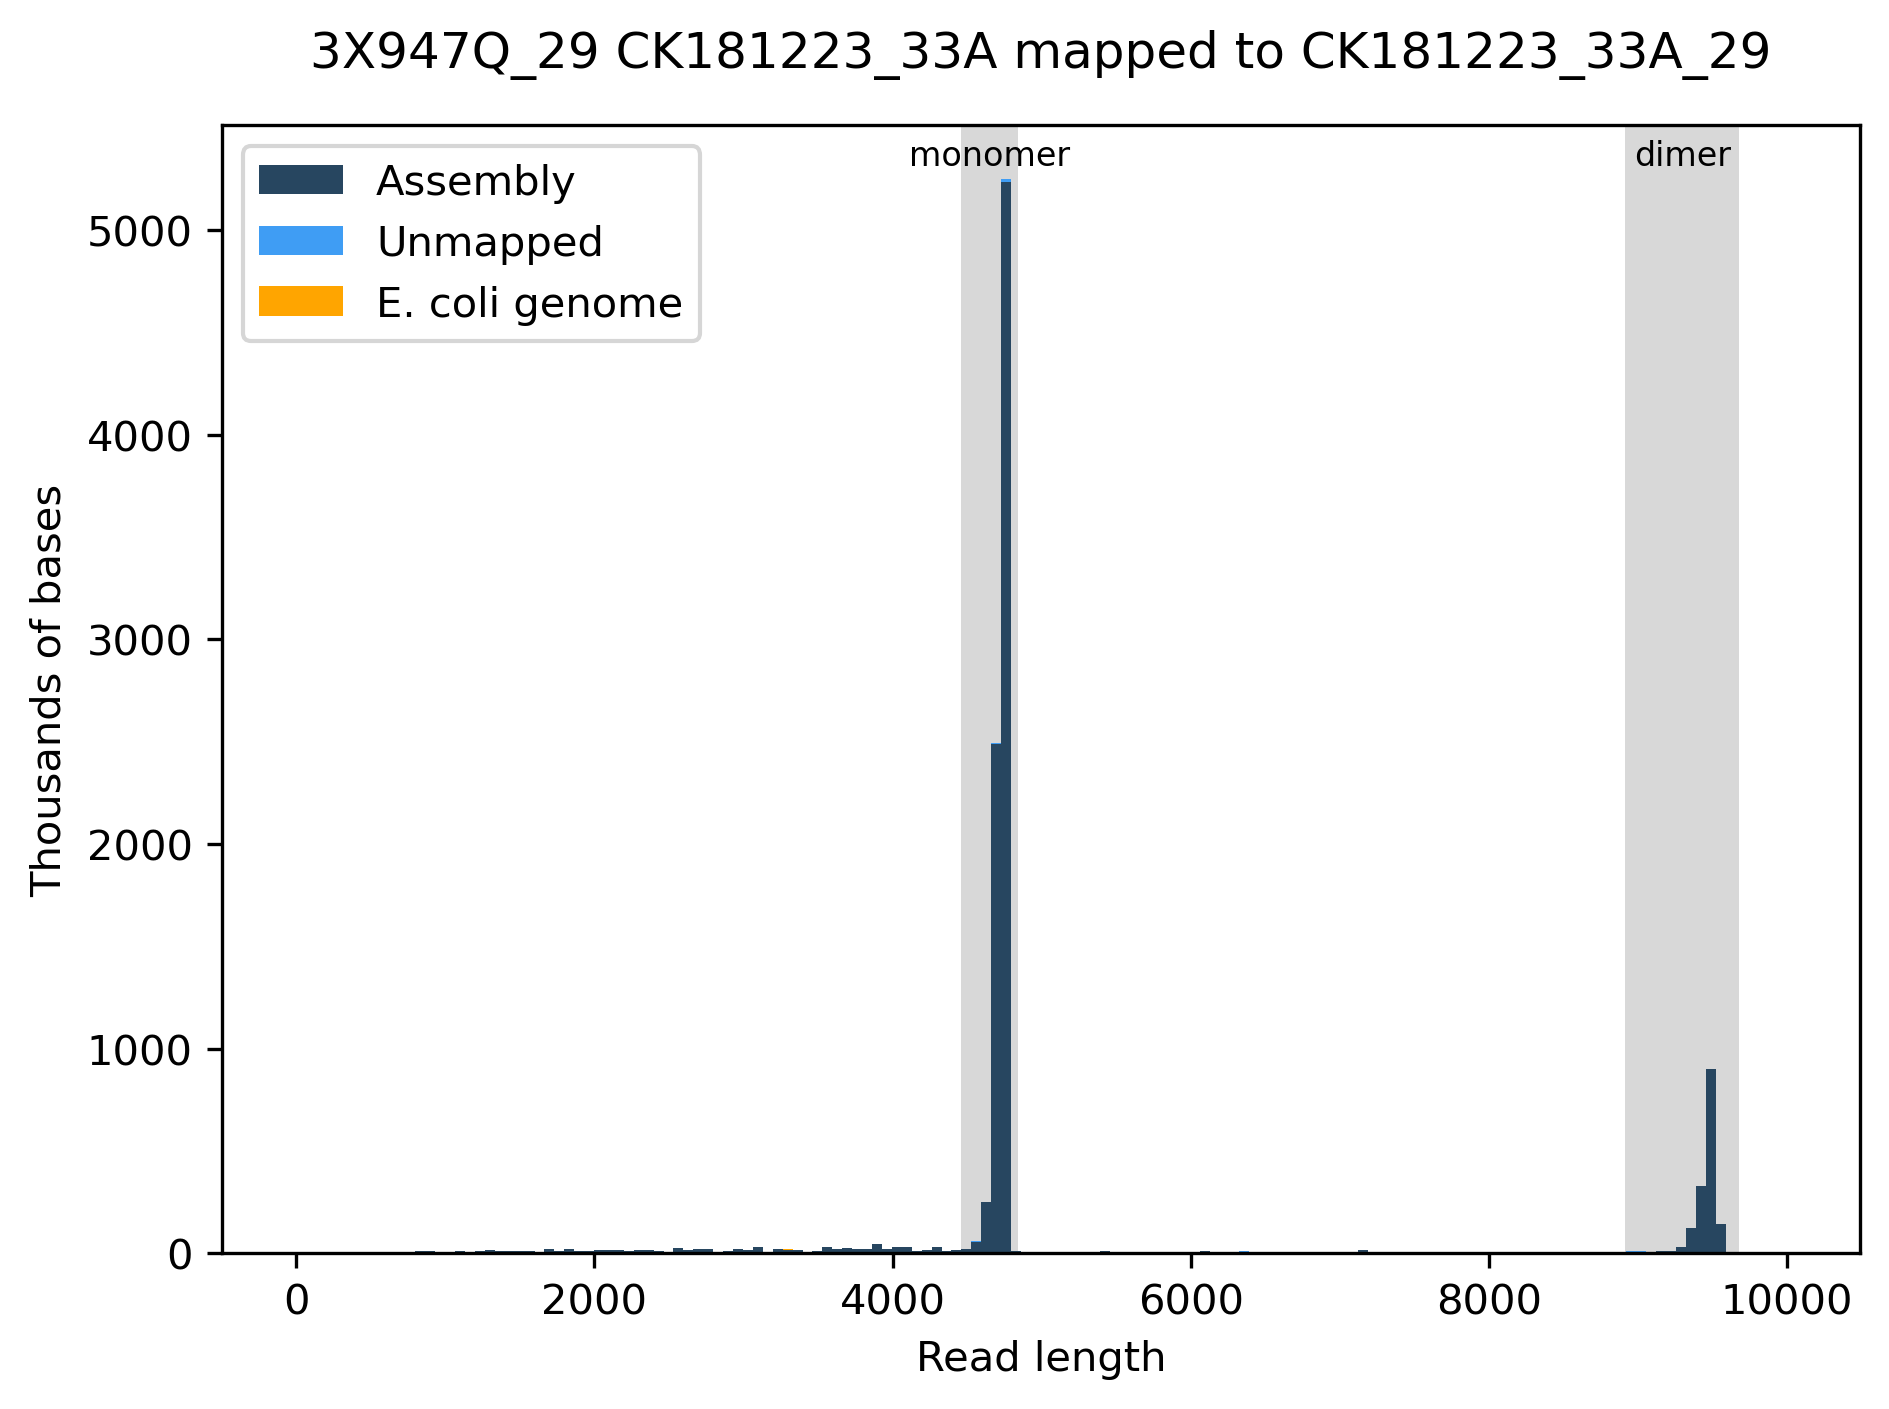 3X947Q_29 CK181223_33A mapped to CK181223_33A_29
Assembly
Unmapped
E. coli genome
monomer
dimer
Thousands of bases
5000
4000
3000
2000
1000
0
0 2000 4000 6000 8000 10000
Read length